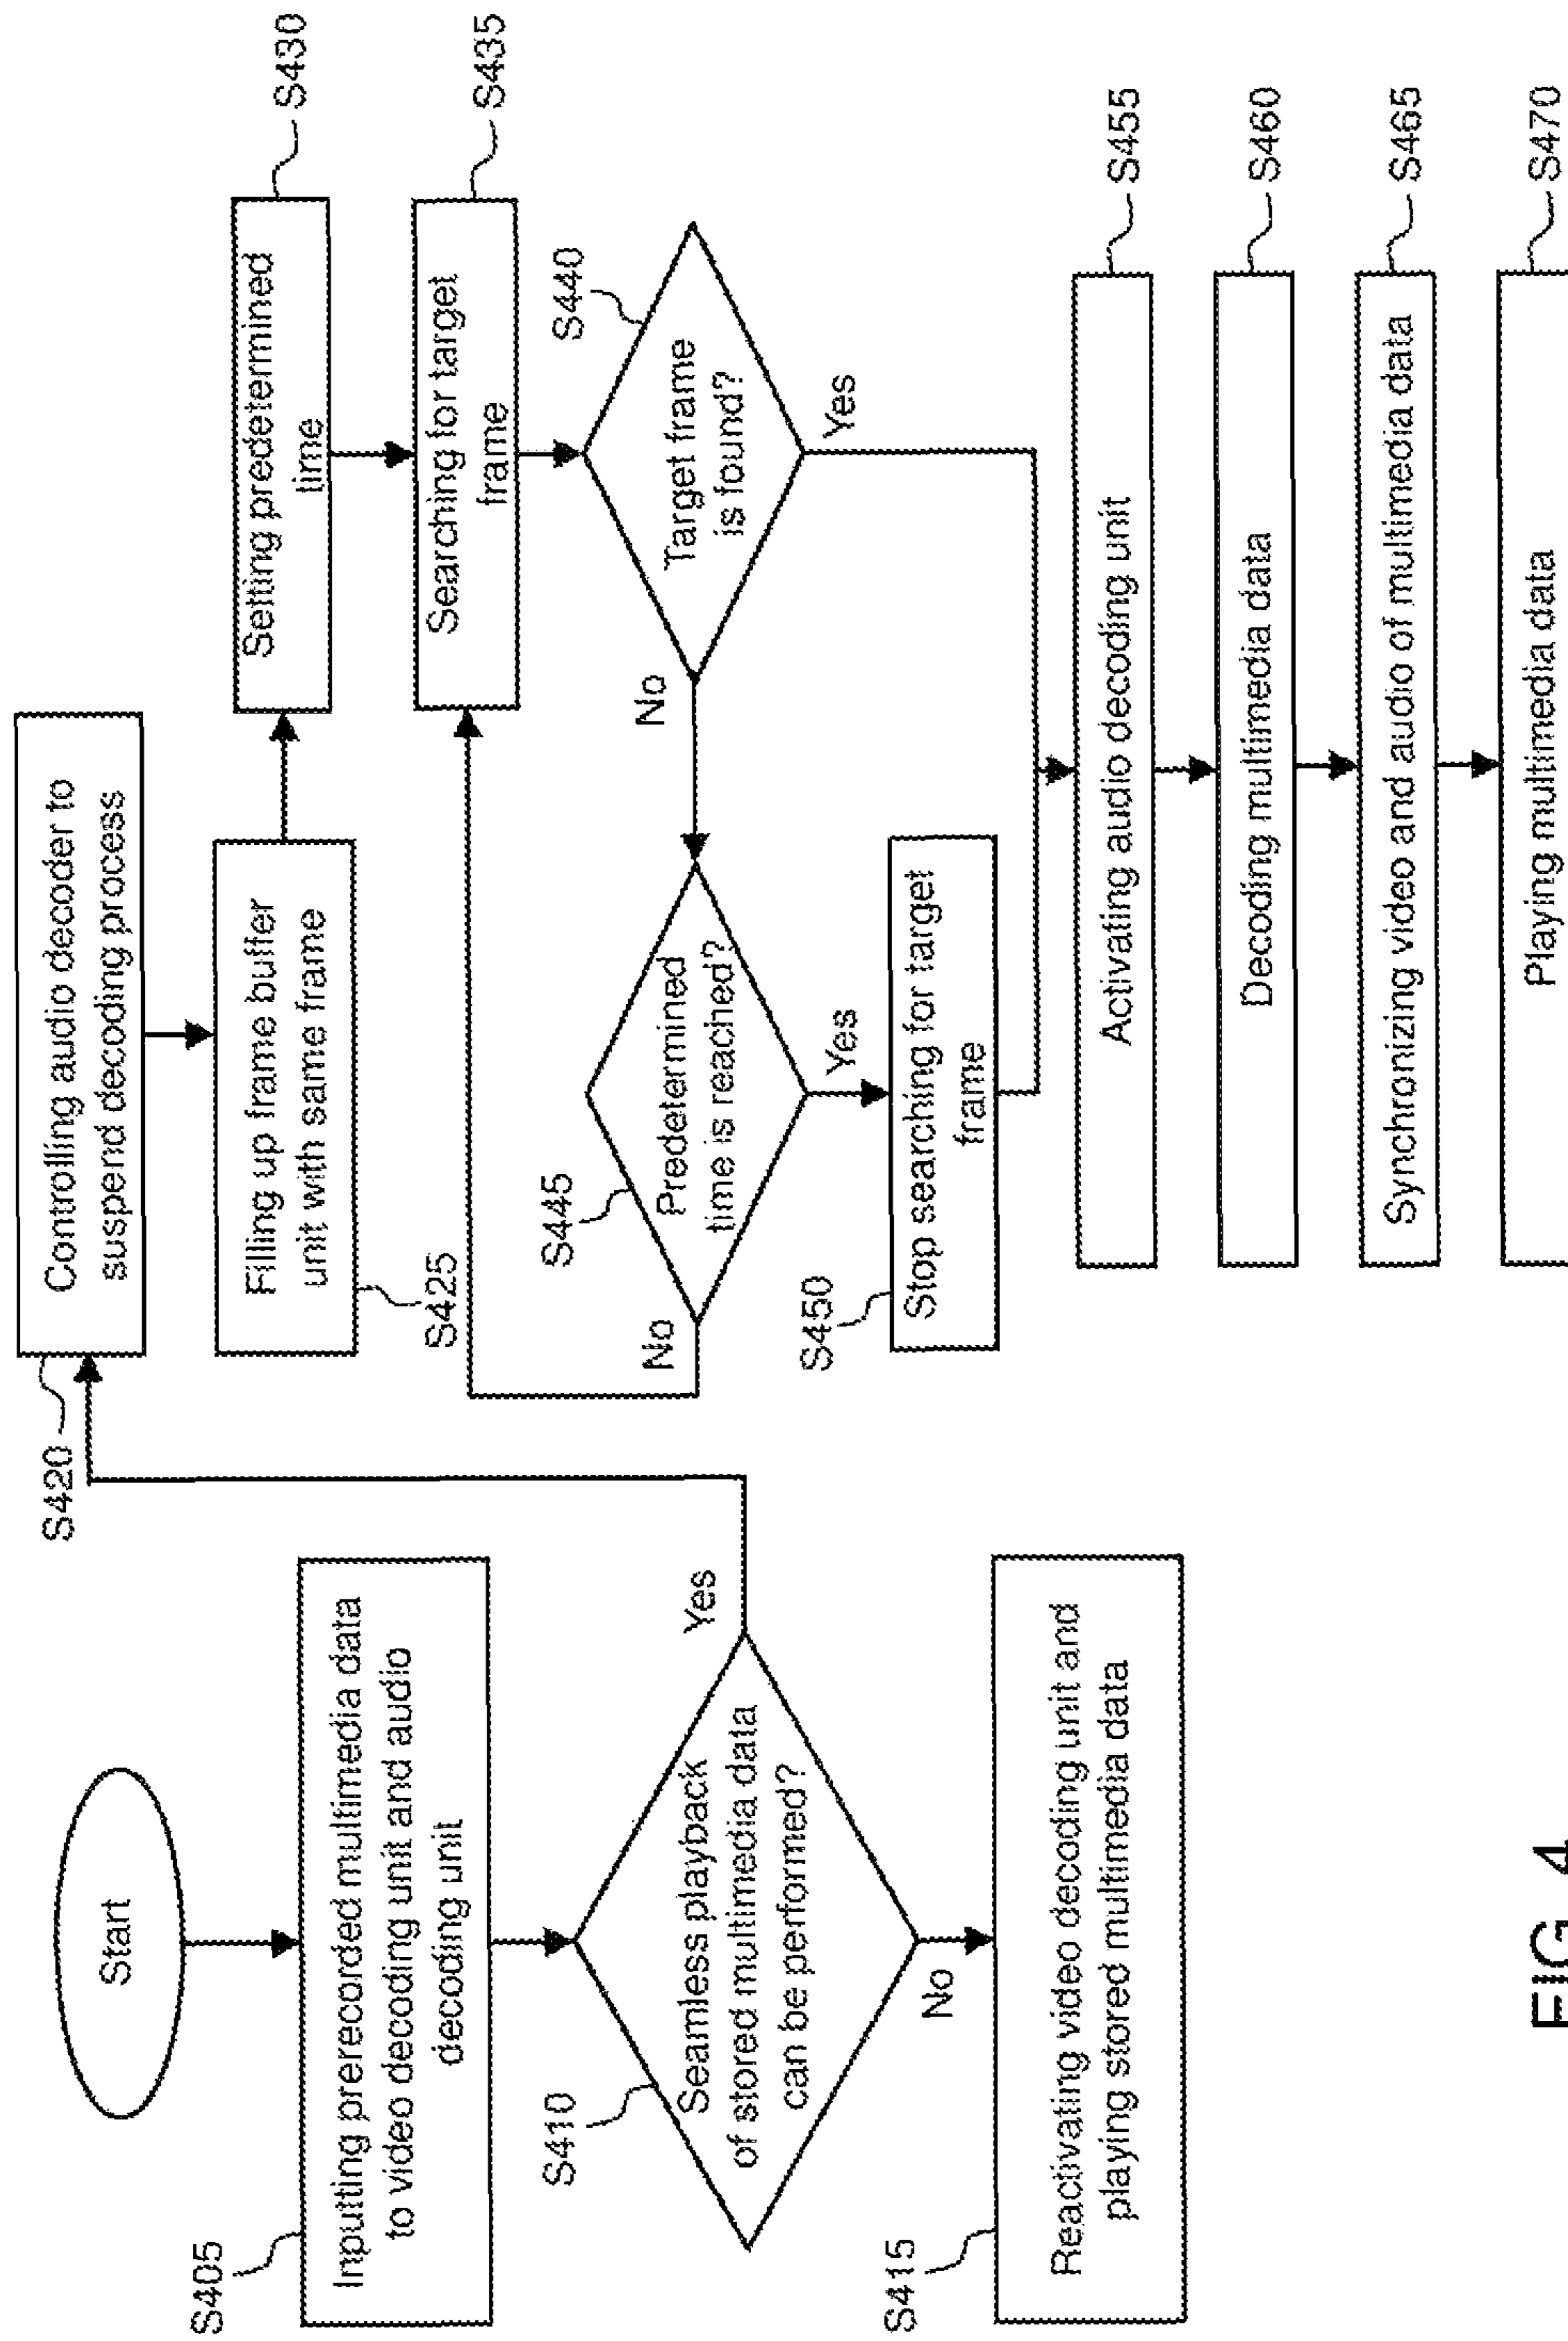 Start
S405
Inputting prerecorded multimedia data
to video decoding unit and audio
decoding unit
S410
Seamless playback
of stored multimedia data
can be performed?
Yes
No
S415
Reactivating video decoding unit and
playing stored multimedia data
S420
Controlling audio decoder to
suspend decoding process
Filling up frame buffer
unit with same frame
S425
Setting predetermined
time
S430
Searching for target
frame
S435
S440
Target frame
is found?
No
Yes
S445
Predetermined
time is reached?
No
Yes
S450
Stop searching for target
frame
Activating audio decoding unit
S455
Decoding multimedia data
S460
Synchronizing video and audio of multimedia data
S465
Playing multimedia data
S470
FIG. 4